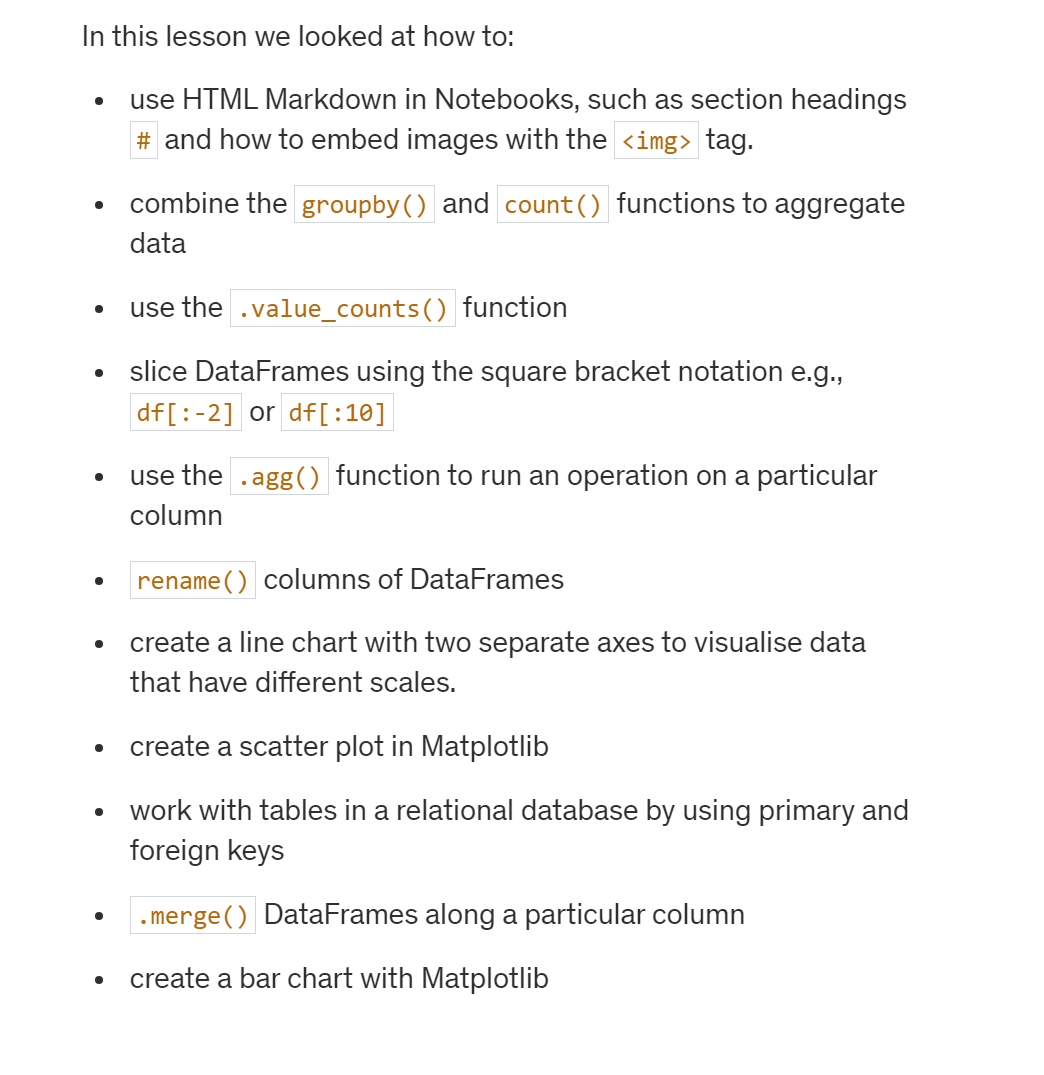 In this lesson we looked at how to:
• use HTML Markdown in Notebooks, such as section headings
# and how to embed images with the <img> tag.
• combine the groupby() and count() functions to aggregate
data
• use the .value_counts() function
• slice DataFrames using the square bracket notation e.g.,
df[:-2] or df[:10]
• use the .agg() function to run an operation on a particular
column
• rename() columns of DataFrames
• create a line chart with two separate axes to visualise data
that have different scales.
• create a scatter plot in Matplotlib
• work with tables in a relational database by using primary and
foreign keys
• .merge() DataFrames along a particular column
• create a bar chart with Matplotlib